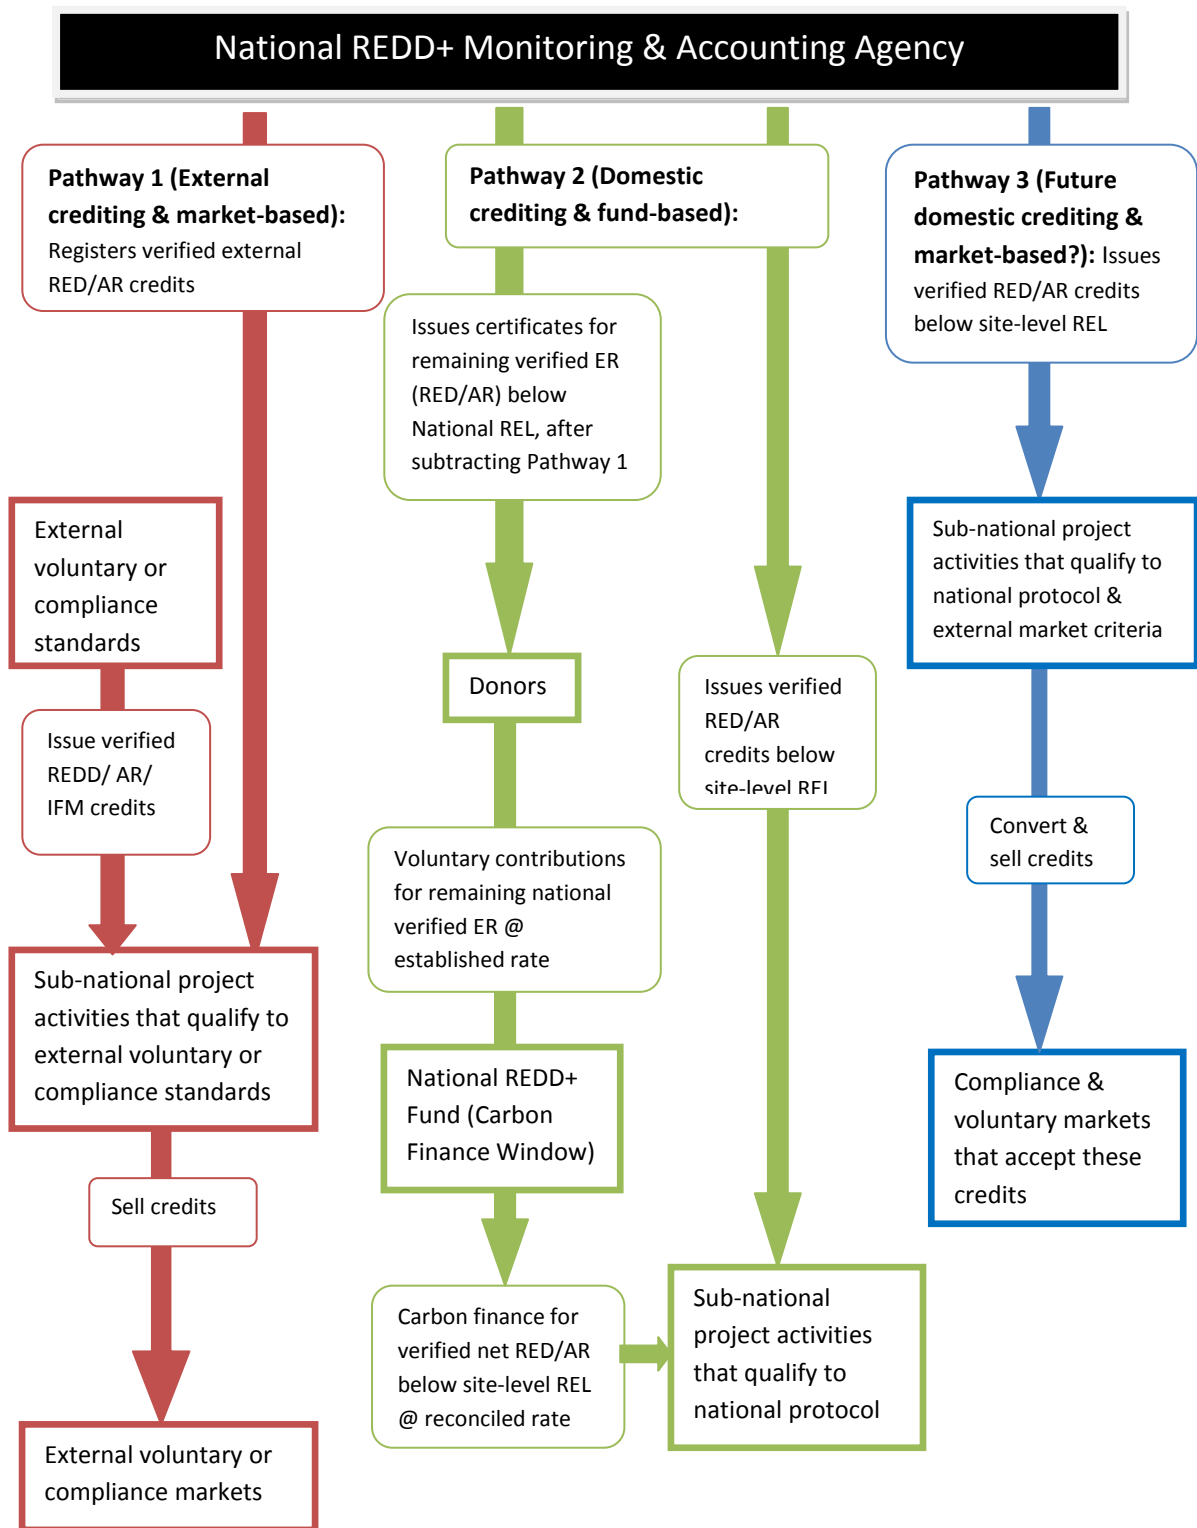 National REDD+ Monitoring & Accounting Agency
Pathway 1 (External
crediting & market-based):
Registers verified external
RED/AR credits
External
voluntary or
compliance
standards
Issue verified
REDD/ AR/
IFM credits
Sub-national project
activities that qualify to
external voluntary or
compliance standards
Sell credits
External voluntary or
compliance markets
Pathway 2 (Domestic
crediting & fund-based):
Issues certificates for
remaining verified ER
(RED/AR) below
National REL, after
subtracting Pathway 1
Donors
Voluntary contributions
for remaining national
verified ER @
established rate
National REDD+
Fund (Carbon
Finance Window)
Carbon finance for
verified net RED/AR
below site-level REL
@ reconciled rate
Issues verified
RED/AR
credits below
site-level REL
Sub-national
project activities
that qualify to
national protocol
Pathway 3 (Future
domestic crediting &
market-based?): Issues
verified RED/AR credits
below site-level REL
Sub-national project
activities that qualify to
national protocol &
external market criteria
Convert &
sell credits
Compliance &
voluntary markets
that accept these
credits